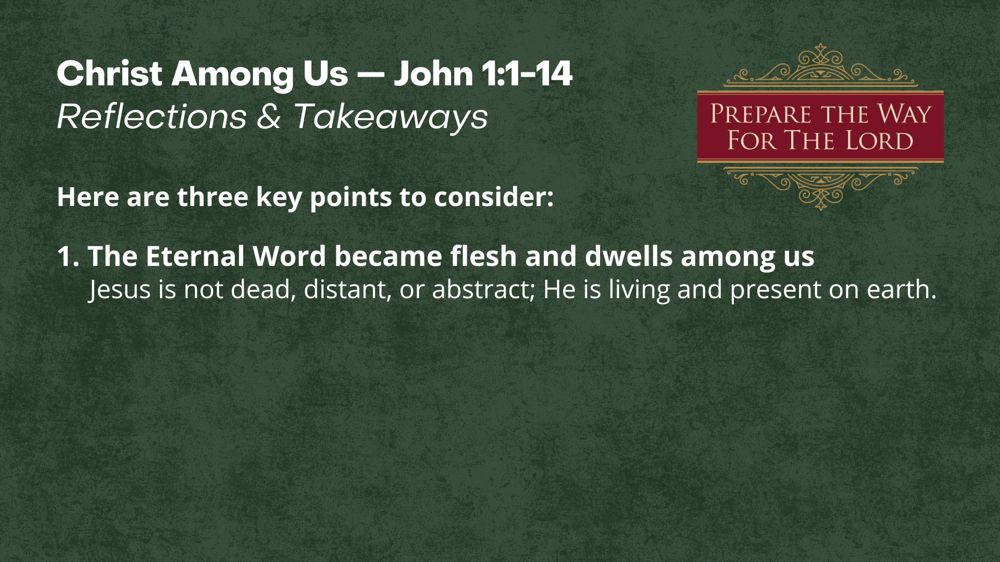 Christ Among Us — John 1:1–14
Reflections & Takeaways
PREPARE THE WAY
FOR THE LORD
Here are three key points to consider:
1. The Eternal Word became flesh and dwells among us
Jesus is not dead, distant, or abstract; He is living and present on earth.